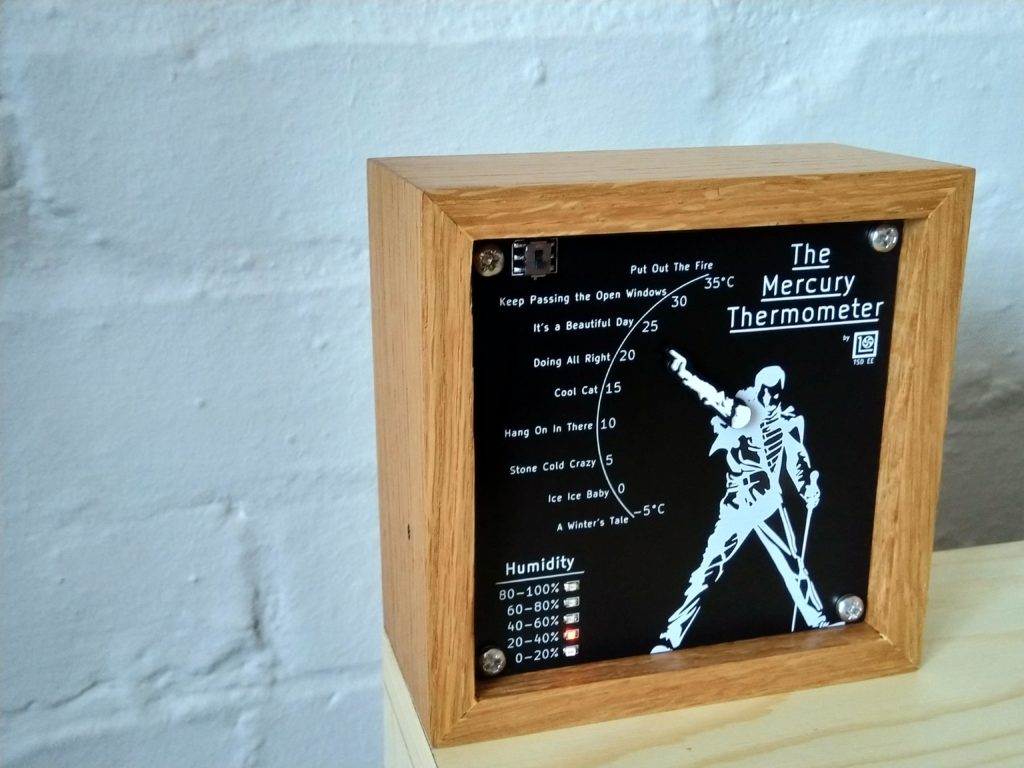 The
Mercury
Thermometer
by
TSD EE
Put Out The Fire
35°C
Keep Passing the Open Windows
30
It's a Beautiful Day
25
Doing All Right
20
Cool Cat
15
Hang On In There
10
Stone Cold Crazy
5
Ice Ice Baby
0
A Winter's Tale
-5°C
Humidity
80-100%
60-80%
40-60%
20-40%
0-20%